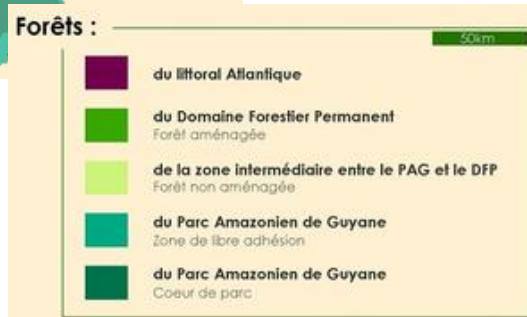 Forêts :
50km
du littoral Atlantique
du Domaine Forestier Permanent
Forêt aménagée
de la zone intermédiaire entre le PAG et le DFP
Forêt non aménagée
du Parc Amazonien de Guyane
Zone de libre adhésion
du Parc Amazonien de Guyane
Coeur de parc